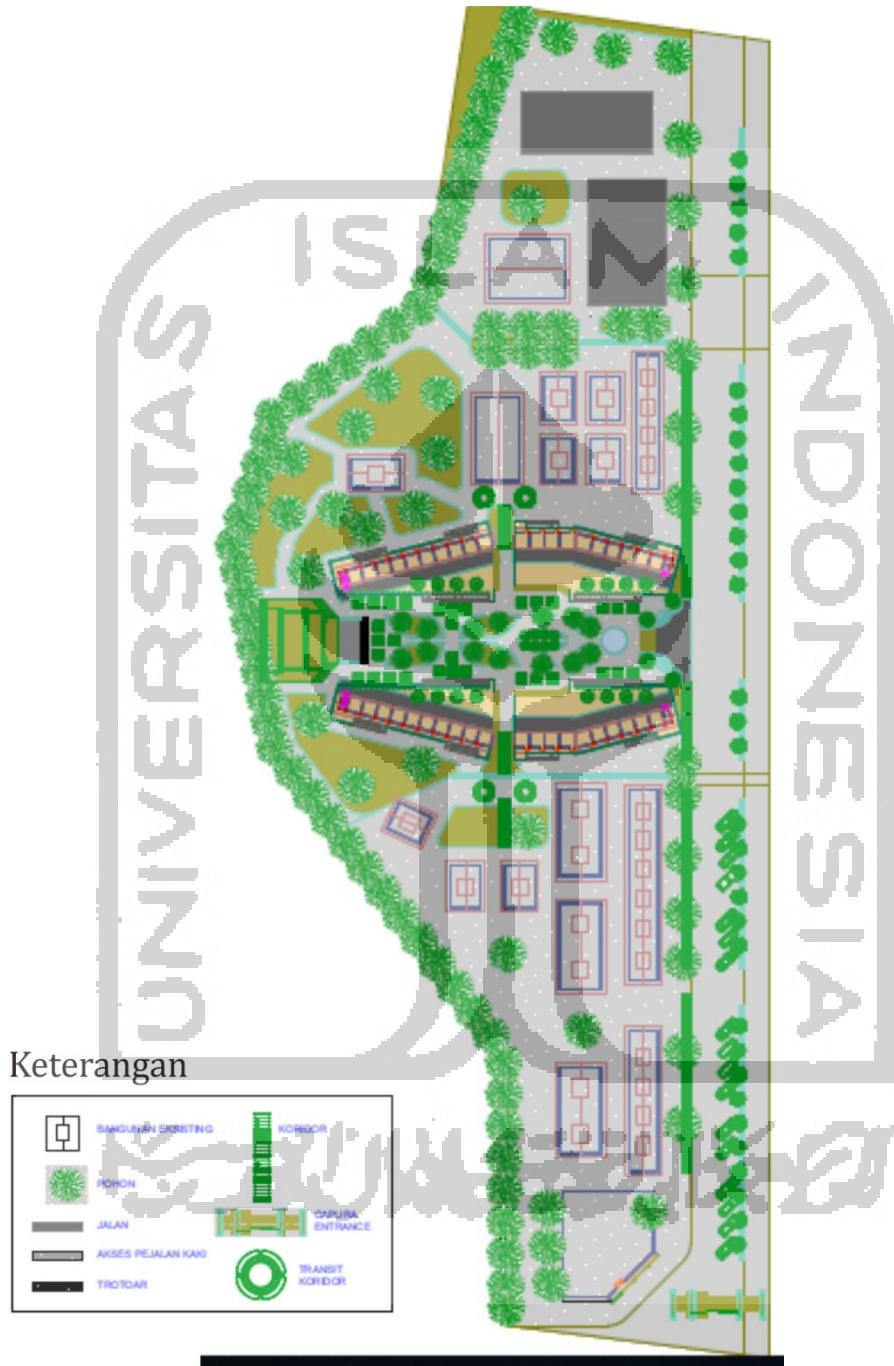 ISLAM
UNIVERSITAS
INDONESIA
Keterangan
BANGUNAN EKSISTING
POHON
JALAN
AKSES PEJALAN KAKI
TROTOAR
KORIDOR
GAPURA
ENTRANCE
TRANSIT
KORIDOR